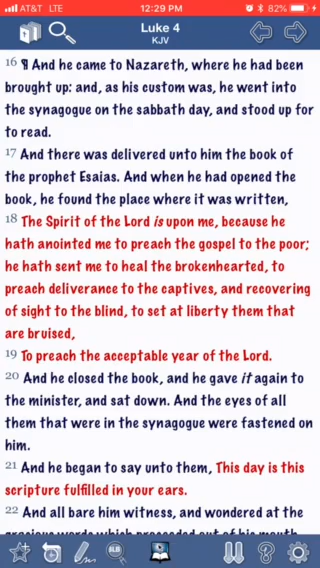 AT&T LTE 12:29 PM 82%
Luke 4
KJV
16 ¶ And he came to Nazareth, where he had been
brought up: and, as his custom was, he went into
the synagogue on the sabbath day, and stood up for
to read.
17 And there was delivered unto him the book of
the prophet Esaias. And when he had opened the
book, he found the place where it was written,
18 The Spirit of the Lord is upon me, because he
hath anointed me to preach the gospel to the poor;
he hath sent me to heal the brokenhearted, to
preach deliverance to the captives, and recovering
of sight to the blind, to set at liberty them that
are bruised,
19 To preach the acceptable year of the Lord.
20 And he closed the book, and he gave it again to
the minister, and sat down. And the eyes of all
them that were in the synagogue were fastened on
him.
21 And he began to say unto them, This day is this
scripture fulfilled in your ears.
22 And all bare him witness, and wondered at the
gracious words which proceeded out of his mouth
BLB